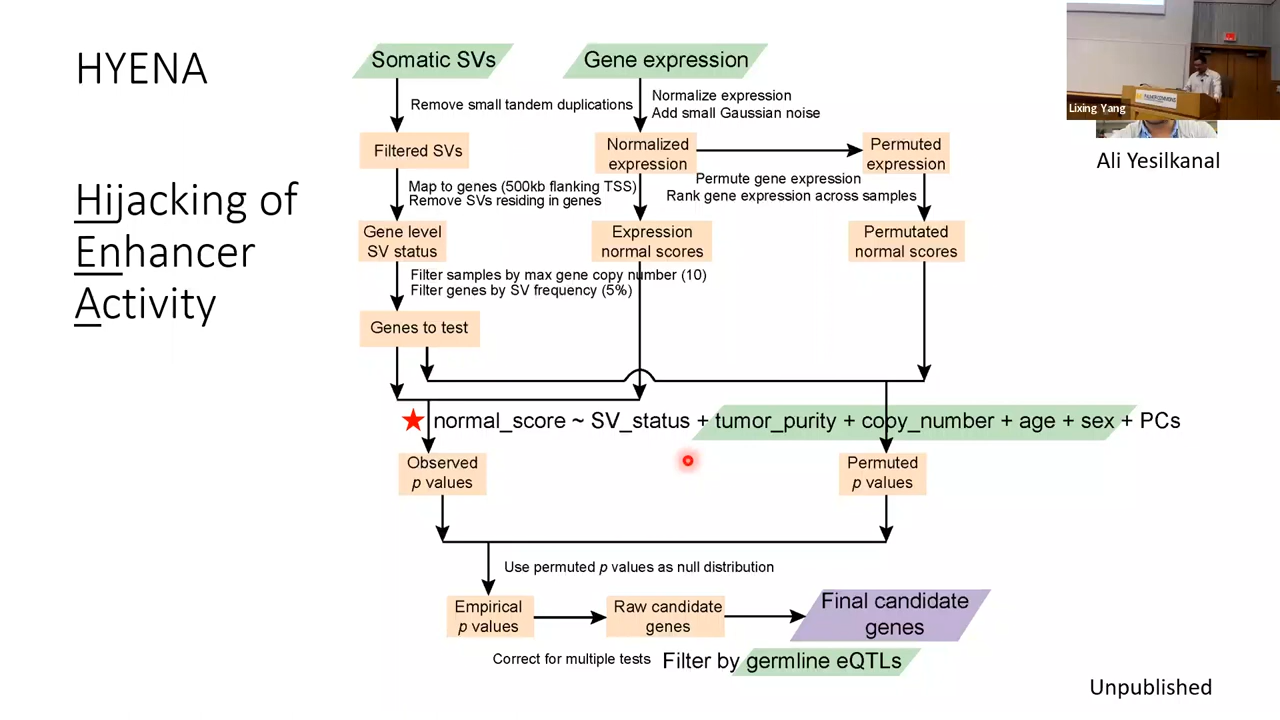 HYENA
Hijacking of
Enhancer
Activity
Somatic SVs
Gene expression
Remove small tandem duplications
Normalize expression
Add small Gaussian noise
Filtered SVs
Normalized
expression
Permuted
expression
Map to genes (500kb flanking TSS)
Remove SVs residing in genes
Permute gene expression
Rank gene expression across samples
Gene level
SV status
Expression
normal scores
Permutated
normal scores
Filter samples by max gene copy number (10)
Filter genes by SV frequency (5%)
Genes to test
normal_score ~ SV_status + tumor_purity + copy_number + age + sex + PCs
Observed
p values
Permuted
p values
Use permuted p values as null distribution
Empirical
p values
Raw candidate
genes
Final candidate
genes
Correct for multiple tests
Filter by germline eQTLs
Lixing Yang
Ali Yesilkanal
Unpublished